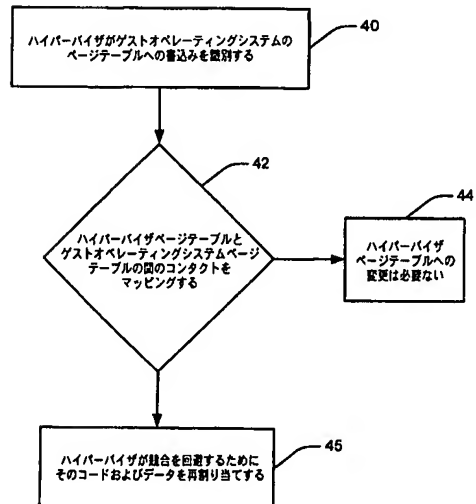 ハイパーバイザがゲストオペレーティングシステムの
ページテーブルへの書込みを識別する
40
42
ハイパーバイザページテーブルと
ゲストオペレーティングシステムページ
テーブルの間のコンタクトを
マッピングする
44
ハイパーバイザ
ページテーブルへの
変更は必要ない
45
ハイパーバイザが競合を回避するために
そのコードおよびデータを再割り当てする